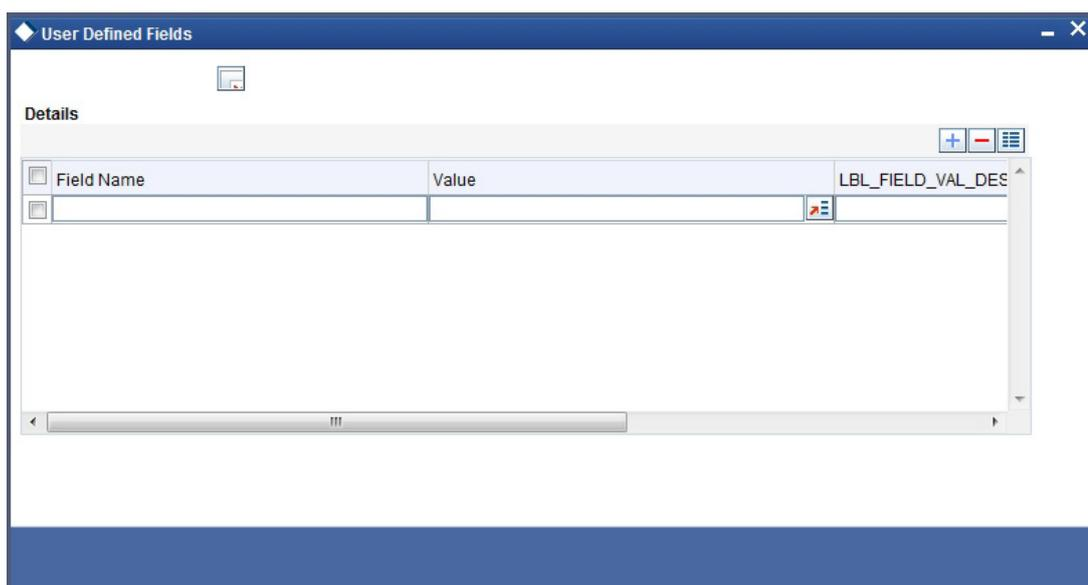 User Defined Fields
Details
Field Name Value LBL_FIELD_VAL_DES